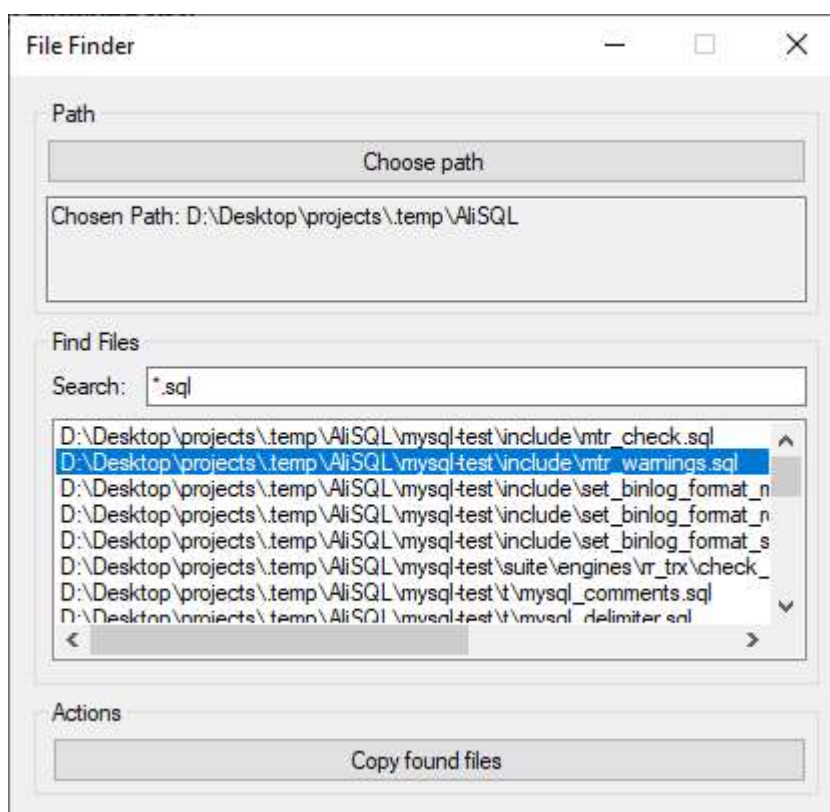 File Finder
Path
Choose path
Chosen Path: D:\Desktop\projects\.temp\AliSQL
Find Files
Search: *.sql
D:\Desktop\projects\.temp\AliSQL\mysql-test\include\mtr_check.sql
D:\Desktop\projects\.temp\AliSQL\mysql-test\include\mtr_warnings.sql
D:\Desktop\projects\.temp\AliSQL\mysql-test\include\set_binlog_format_m
D:\Desktop\projects\.temp\AliSQL\mysql-test\include\set_binlog_format_r
D:\Desktop\projects\.temp\AliSQL\mysql-test\include\set_binlog_format_s
D:\Desktop\projects\.temp\AliSQL\mysql-test\suite\engines\rr_trx\check_
D:\Desktop\projects\.temp\AliSQL\mysql-test\t\mysql_comments.sql
D:\Desktop\projects\.temp\AliSQL\mysql-test\t\mysql_delimiter.sql
Actions
Copy found files